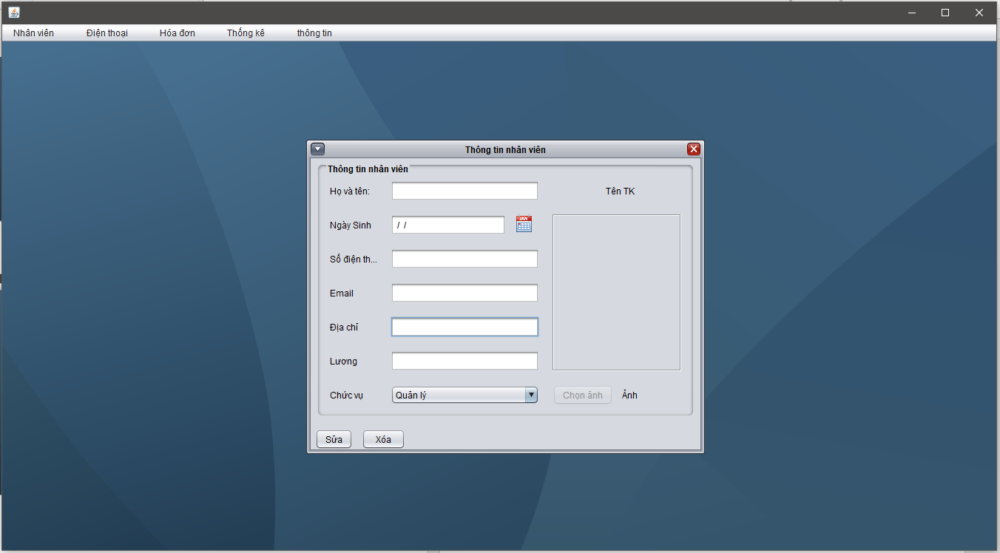 Nhân viên Điện thoại Hóa đơn Thống kê thông tin
Thông tin nhân viên
Thông tin nhân viên
Họ và tên: Tên TK
Ngày Sinh / / JAN
Số điện th...
Email
Địa chỉ
Lương
Chức vụ Quản lý Chọn ảnh Ảnh
Sửa Xóa